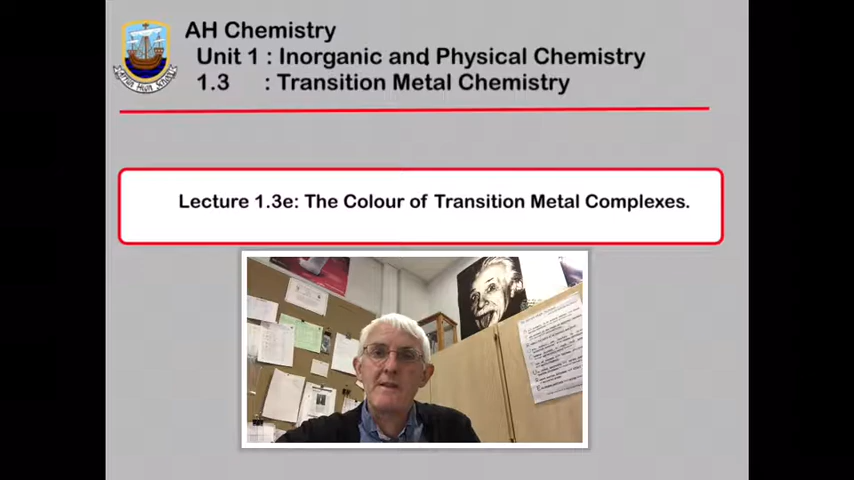 AH Chemistry
Unit 1 : Inorganic and Physical Chemistry
1.3 : Transition Metal Chemistry
Lecture 1.3e: The Colour of Transition Metal Complexes.